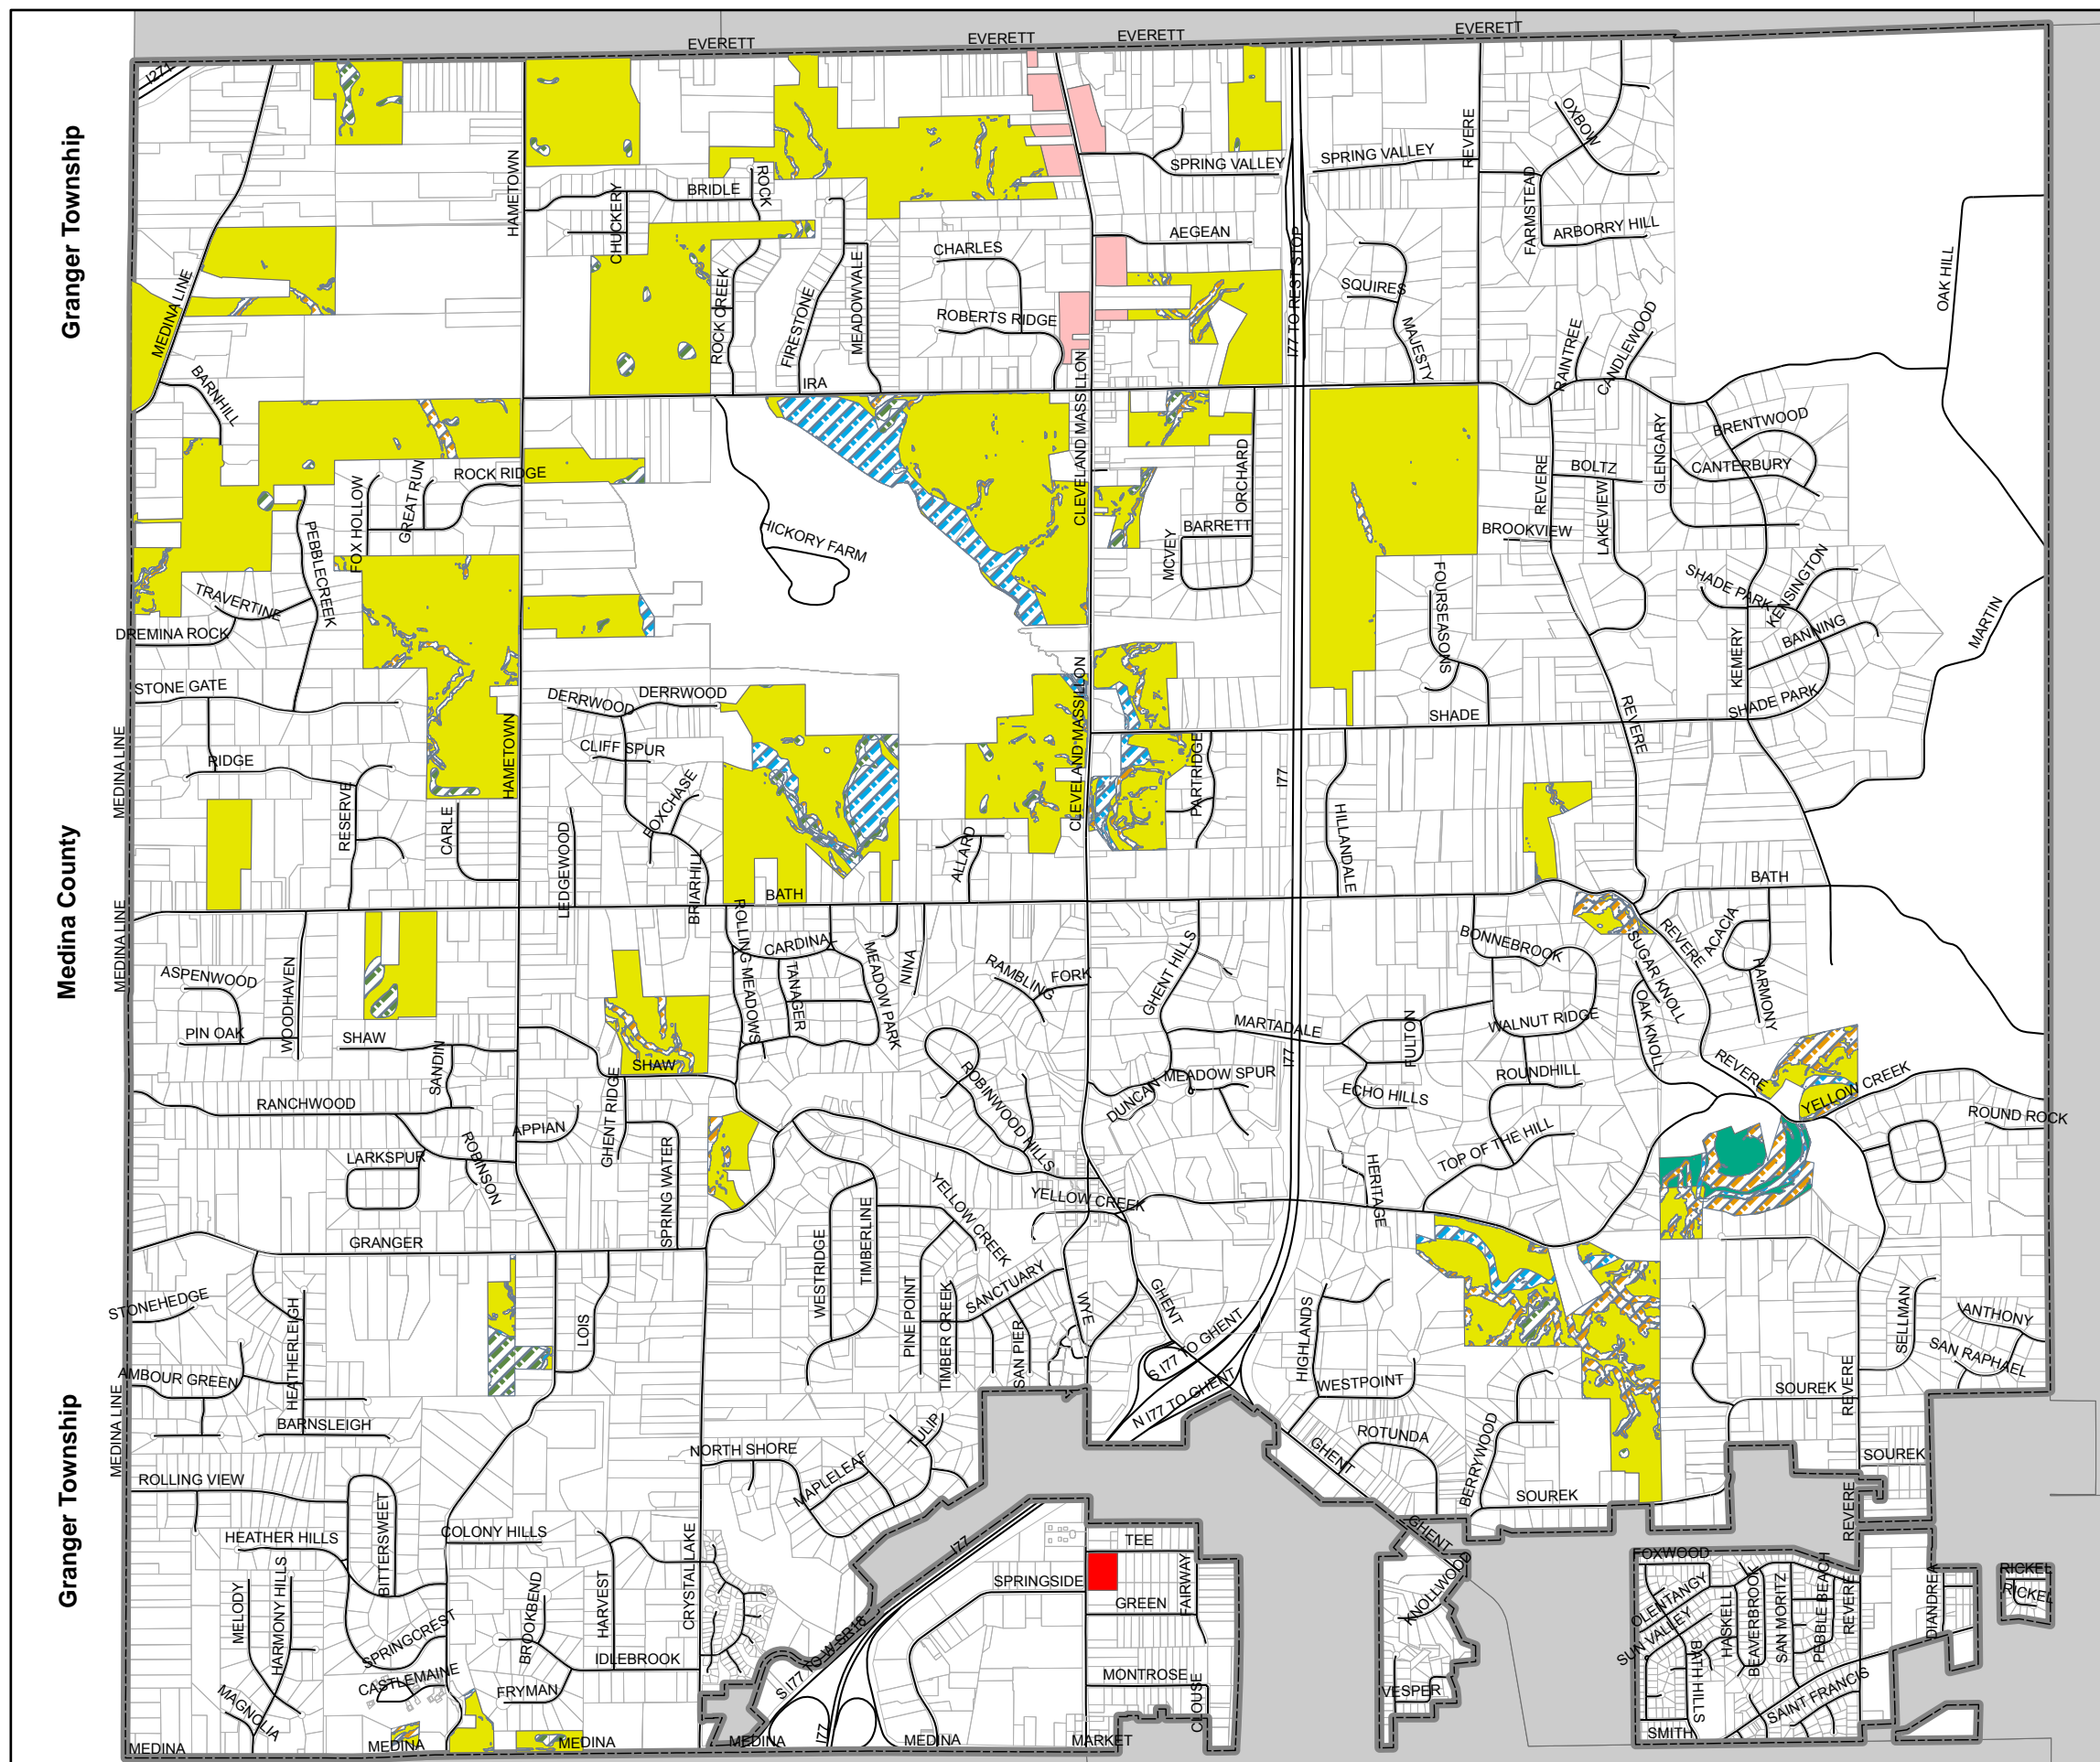 EVERETT
EVERETT
EVERETT
EVERETT
I271
Granger Township
HAMETOWN
SPRING VALLEY
SPRING VALLEY
REVERE
OXBOW
BRIDLE
ROCK
CHUCKERY
FARMSTEAD
ARBORRY HILL
AEGEAN
CHARLES
MEDINA LINE
ROCK CREEK
FIRESTONE
MEADOWVALE
I77 TO REST STOP
SQUIRES
OAK HILL
ROBERTS RIDGE
MAJESTY
RAINTREE
CANDLEWOOD
BARNHILL
IRA
CLEVELAND MASSILLON
BRENTWOOD
GLENGARY
ORCHARD
FOX HOLLOW
GREAT RUN
ROCK RIDGE
REVERE
BOLTZ
CANTERBURY
HICKORY FARM
BARRETT
BROOKVIEW
LAKEVIEW
PEBBLECREEK
MCVEY
FOURSEASONS
SHADE PARK
KENSINGTON
TRAVERTINE
DREMINA ROCK
BANNING
MARTIN
STONE GATE
KEMERY
DERRWOOD
DERRWOOD
CLEVELAND MASSILLON
SHADE
SHADE PARK
REVERE
MEDINA LINE
RIDGE
HAMETOWN
CLIFF SPUR
PARTRIDGE
I77
RESERVE
CARLE
FOXCHASE
HILLANDALE
Medina County
LEDGEWOOD
BRIARHILL
ALLARD
BATH
BATH
MEDINA LINE
ROLLING MEADOWS
CARDINAL
MEADOW PARK
NINA
GHENT HILLS
BONNEBROOK
REVERE
ACACIA
SUGAR KNOLL
ASPENWOOD
WOODHAVEN
TANAGER
RAMBLING
FORK
HARMONY
PIN OAK
SHAW
MARTADALE
FULTON
WALNUT RIDGE
OAK KNOLL
SANDIN
SHAW
I77
REVERE
ROBINWOOD HILLS
DUNCAN
MEADOW SPUR
ECHO HILLS
ROUNDHILL
YELLOW CREEK
RANCHWOOD
GHENT RIDGE
APPIAN
ROUND ROCK
LARKSPUR
ROBINSON
SPRING WATER
TOP OF THE HILL
HERITAGE
YELLOW CREEK
YELLOW CREEK
GRANGER
WESTRIDGE
TIMBERLINE
STONEHEDGE
HEATHERLEIGH
LOIS
PINE POINT
TIMBER CREEK
SANCTUARY
SAN PIER
WYE
GHENT
HIGHLANDS
SELLMAN
ANTHONY
SAN RAPHAEL
S I77 TO GHENT
N I77 TO GHENT
AMBOUR GREEN
WESTPOINT
SOUREK
REVERE
MEDINA LINE
BARNSLEIGH
Granger Township
NORTH SHORE
TULIP
MAPLELEAF
GHENT
ROTUNDA
BERRYWOOD
SOUREK
ROLLING VIEW
SOUREK
REVERE
BITTERSWEET
HEATHER HILLS
COLONY HILLS
CRYSTAL LAKE
I77
TEE
GHENT
FOXWOOD
RICKEL
RICKEL
MELODY
HARMONY HILLS
BROOKBEND
HARVEST
SPRINGSIDE
GREEN
FAIRWAY
KNOLLWOOD
OLENTANGY
SUN VALLEY
HASKELL
BEAVERBROOK
SAN MORITZ
PEBBLE BEACH
REVERE
DIANDREA
SPRINGCREST
IDLEBROOK
S I77 TO W SR18
CASTLEMAINE
FRYMAN
MONTROSE
CLOUSE
VESPER
BATH HILLS
SAINT FRANCIS
MAGNOLIA
MEDINA
MEDINA
MEDINA
MEDINA
I77
MEDINA
MARKET
SMITH